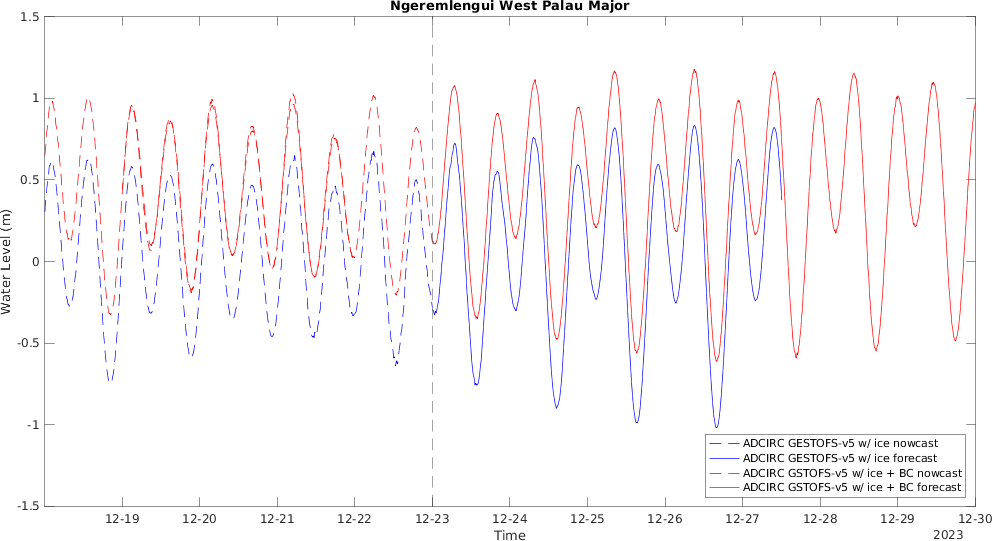 Ngeremlengui West Palau Major
1.5
1
0.5
0
-0.5
-1
-1.5
Water Level (m)
12-19 12-20 12-21 12-22 12-23 12-24 12-25 12-26 12-27 12-28 12-29 12-30
Time
2023
ADCIRC GESTOFS-v5 w/ ice nowcast
ADCIRC GESTOFS-v5 w/ ice forecast
ADCIRC GSTOFS-v5 w/ ice + BC nowcast
ADCIRC GSTOFS-v5 w/ ice + BC forecast